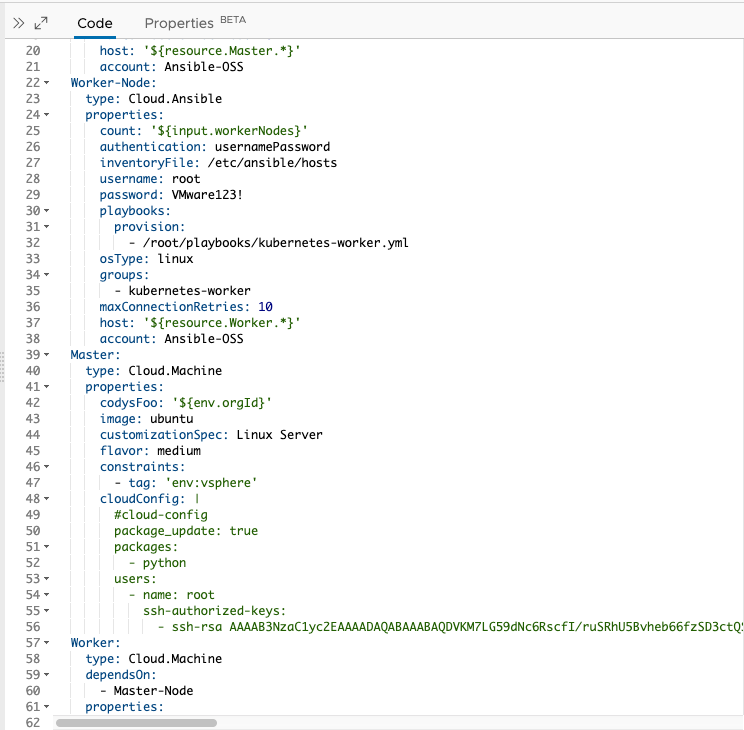 Code Properties BETA
20 host: '${resource.Master.*}'
21 account: Ansible-OSS
22 Worker-Node:
23 type: Cloud.Ansible
24 properties:
25 count: '${input.workerNodes}'
26 authentication: usernamePassword
27 inventoryFile: /etc/ansible/hosts
28 username: root
29 password: VMware123!
30 playbooks:
31 provision:
32 - /root/playbooks/kubernetes-worker.yml
33 osType: linux
34 groups:
35 - kubernetes-worker
36 maxConnectionRetries: 10
37 host: '${resource.Worker.*}'
38 account: Ansible-OSS
39 Master:
40 type: Cloud.Machine
41 properties:
42 codysFoo: '${env.orgId}'
43 image: ubuntu
44 customizationSpec: Linux Server
45 flavor: medium
46 constraints:
47 - tag: 'env:vsphere'
48 cloudConfig: |
49 #cloud-config
50 package_update: true
51 packages:
52 - python
53 users:
54 - name: root
55 ssh-authorized-keys:
56 - ssh-rsa AAAAB3NzaC1yc2EAAAADAQABAAABAQDVKM7LG59dNc6RscfI/ruSRhU5Bvheb66fzSD3ctQ
57 Worker:
58 type: Cloud.Machine
59 dependsOn:
60 - Master-Node
61 properties:
62